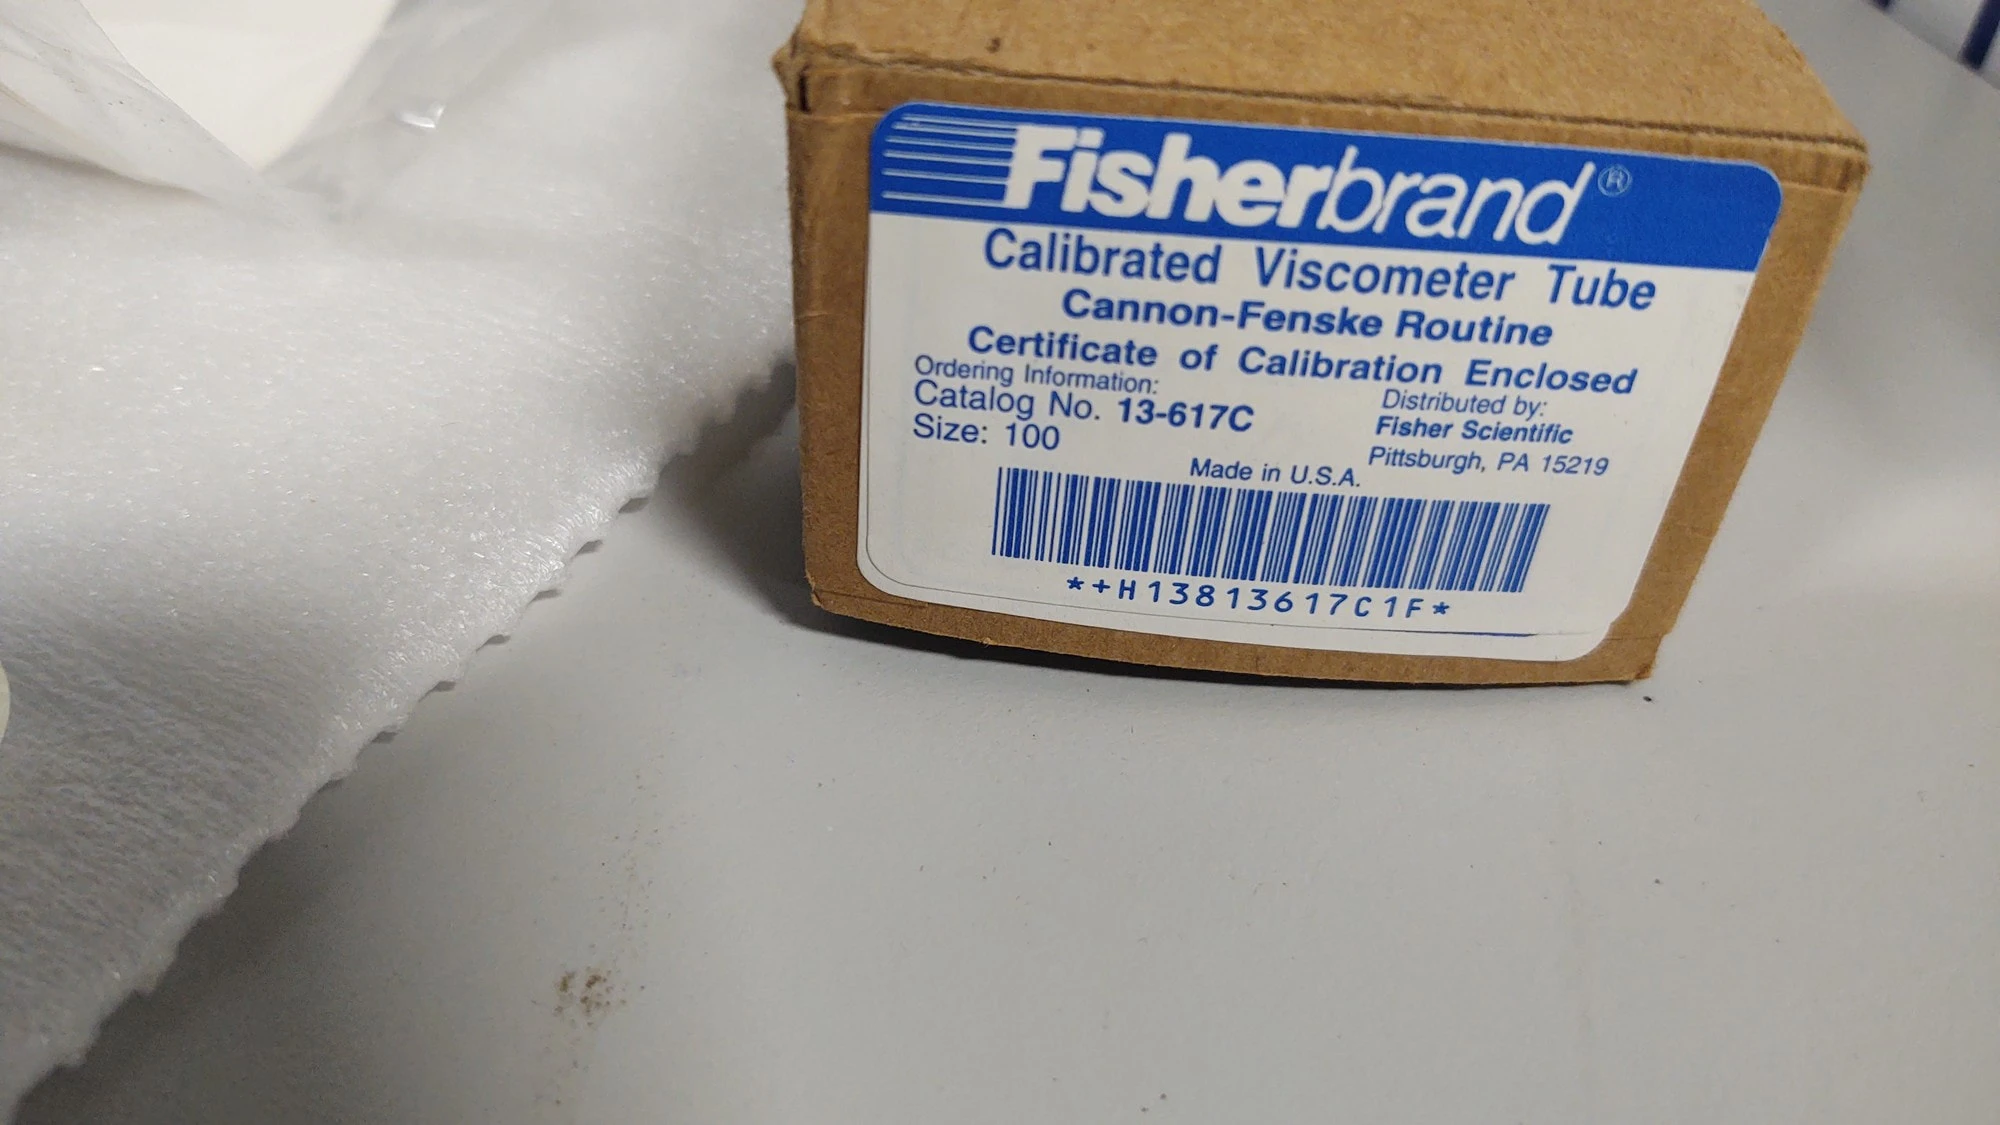 Fisherbrand®
Calibrated Viscometer Tube
Cannon-Fenske Routine
Certificate of Calibration Enclosed
Ordering Information:
Catalog No. 13-617C
Size: 100
Distributed by:
Fisher Scientific
Pittsburgh, PA 15219
Made in U.S.A.
*+H13813617C1F*